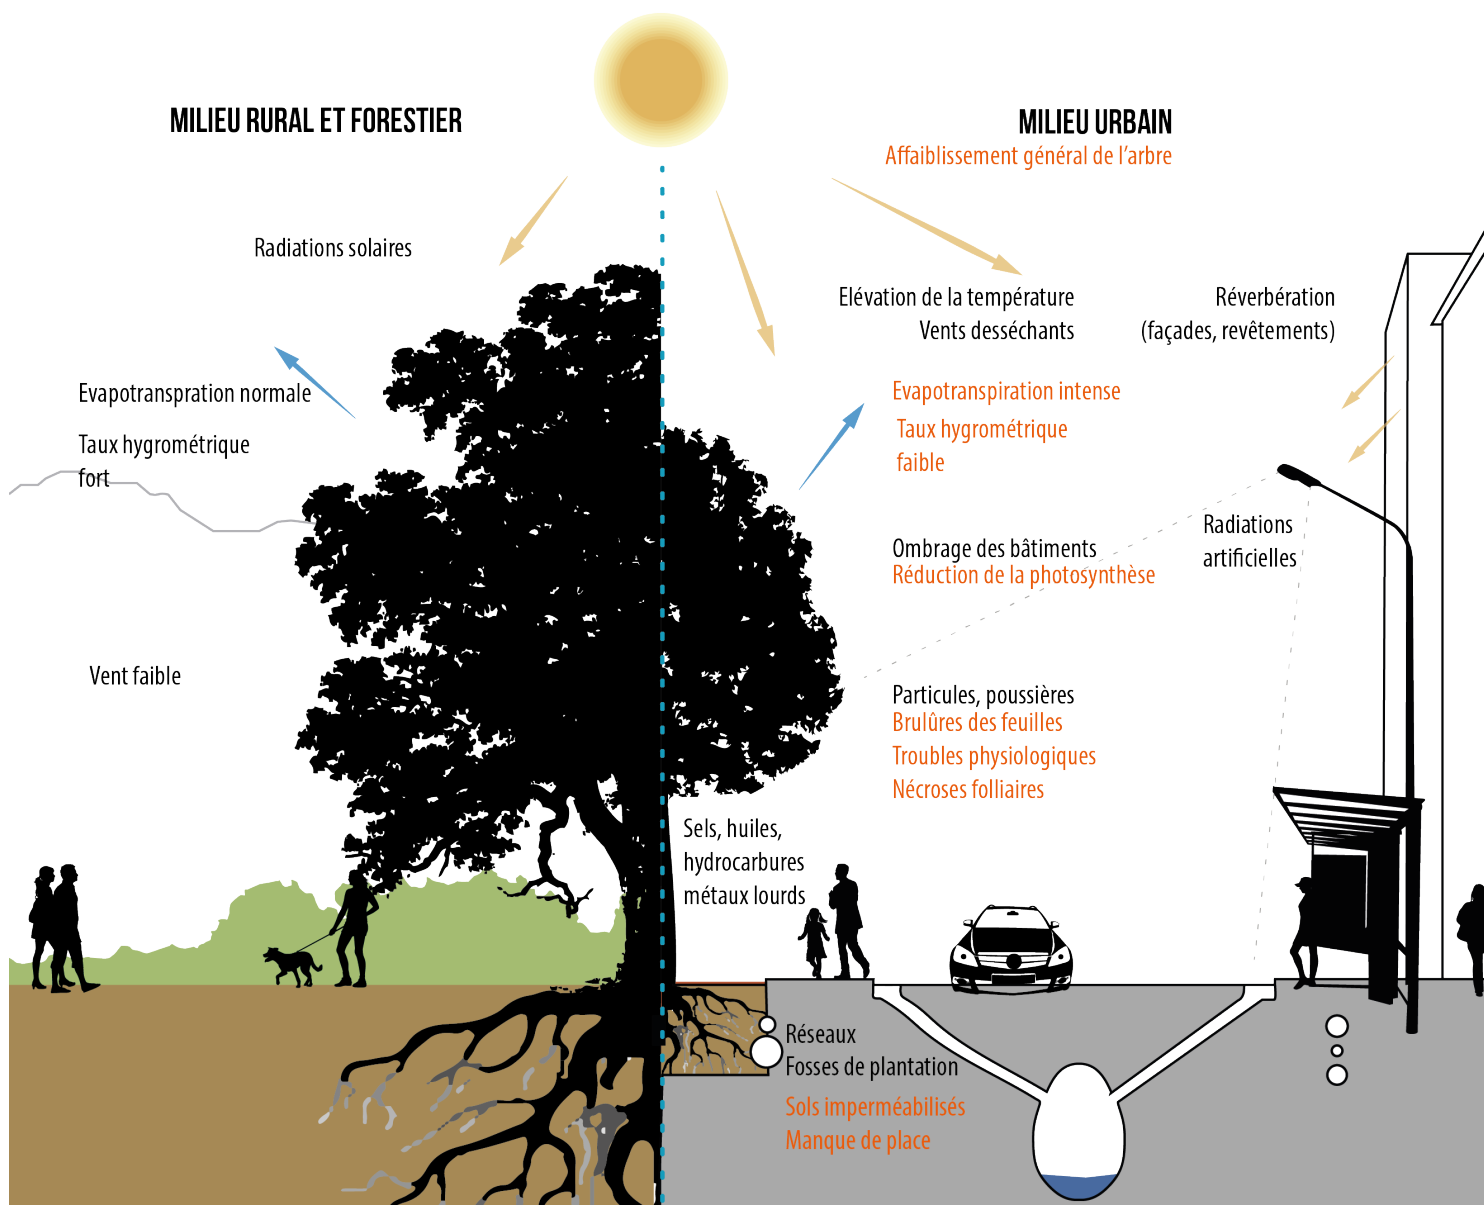 MILIEU RURAL ET FORESTIER
Radiations solaires
Evapotranspration normale
Taux hygrométrique
fort
Vent faible
MILIEU URBAIN
Affaiblissement général de l'arbre
Elévation de la température
Vents desséchants
Réverbération
(façades, revêtements)
Evapotranspiration intense
Taux hygrométrique
faible
Ombrage des bâtiments
Réduction de la photosynthèse
Radiations
artificielles
Particules, poussières
Brulûres des feuilles
Troubles physiologiques
Nécroses folliaires
Sels, huiles,
hydrocarbures
métaux lourds
Réseaux
Fosses de plantation
Sols imperméabilisés
Manque de place